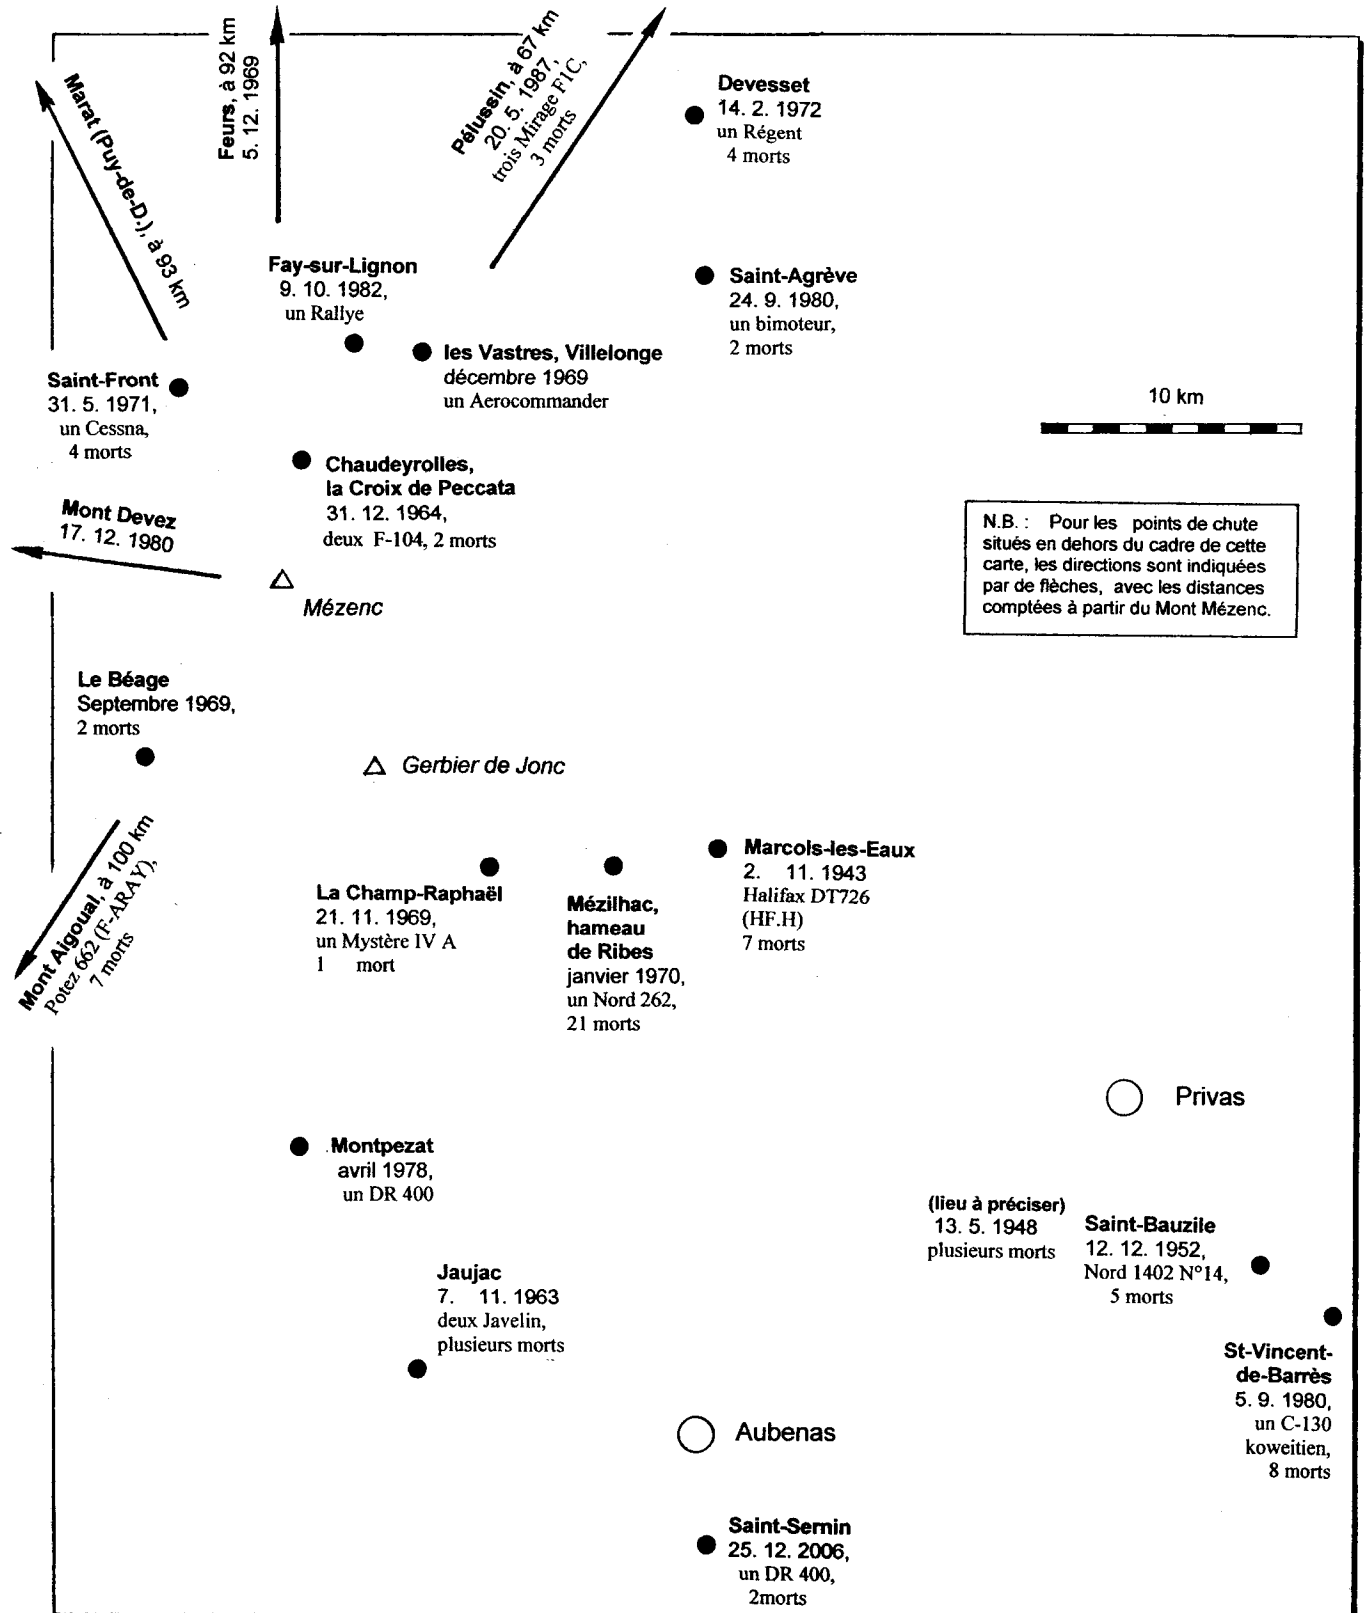 Marat (Puy-de-D.), à 93 km
Feurs, à 92 km
5. 12. 1969
Pélussin, à 67 km
20. 5. 1987,
trois Mirage F1C,
3 morts
Devesset
14. 2. 1972
un Régent
4 morts
Fay-sur-Lignon
9. 10. 1982,
un Rallye
Saint-Agrève
24. 9. 1980,
un bimoteur,
2 morts
les Vastres, Villelonge
décembre 1969
un Aerocommander
Saint-Front
31. 5. 1971,
un Cessna,
4 morts
10 km
Chaudeyrolles,
la Croix de Peccata
31. 12. 1964,
deux F-104, 2 morts
Mont Devez
17. 12. 1980
N.B. : Pour les points de chute
situés en dehors du cadre de cette
carte, les directions sont indiquées
par de flèches, avec les distances
comptées à partir du Mont Mézenc.
Mézenc
Le Béage
Septembre 1969,
2 morts
Gerbier de Jonc
Mont Aigoual, à 100 km
Potez 662 (F-ARAY),
7 morts
La Champ-Raphaël
21. 11. 1969,
un Mystère IV A
1 mort
Mézilhac,
hameau
de Ribes
janvier 1970,
un Nord 262,
21 morts
Marcols-les-Eaux
2. 11. 1943
Halifax DT726
(HF.H)
7 morts
Privas
Montpezat
avril 1978,
un DR 400
(lieu à préciser)
13. 5. 1948
plusieurs morts
Saint-Bauzile
12. 12. 1952,
Nord 1402 N°14,
5 morts
Jaujac
7. 11. 1963
deux Javelin,
plusieurs morts
St-Vincent-
de-Barrès
5. 9. 1980,
un C-130
koweitien,
8 morts
Aubenas
Saint-Sernin
25. 12. 2006,
un DR 400,
2morts